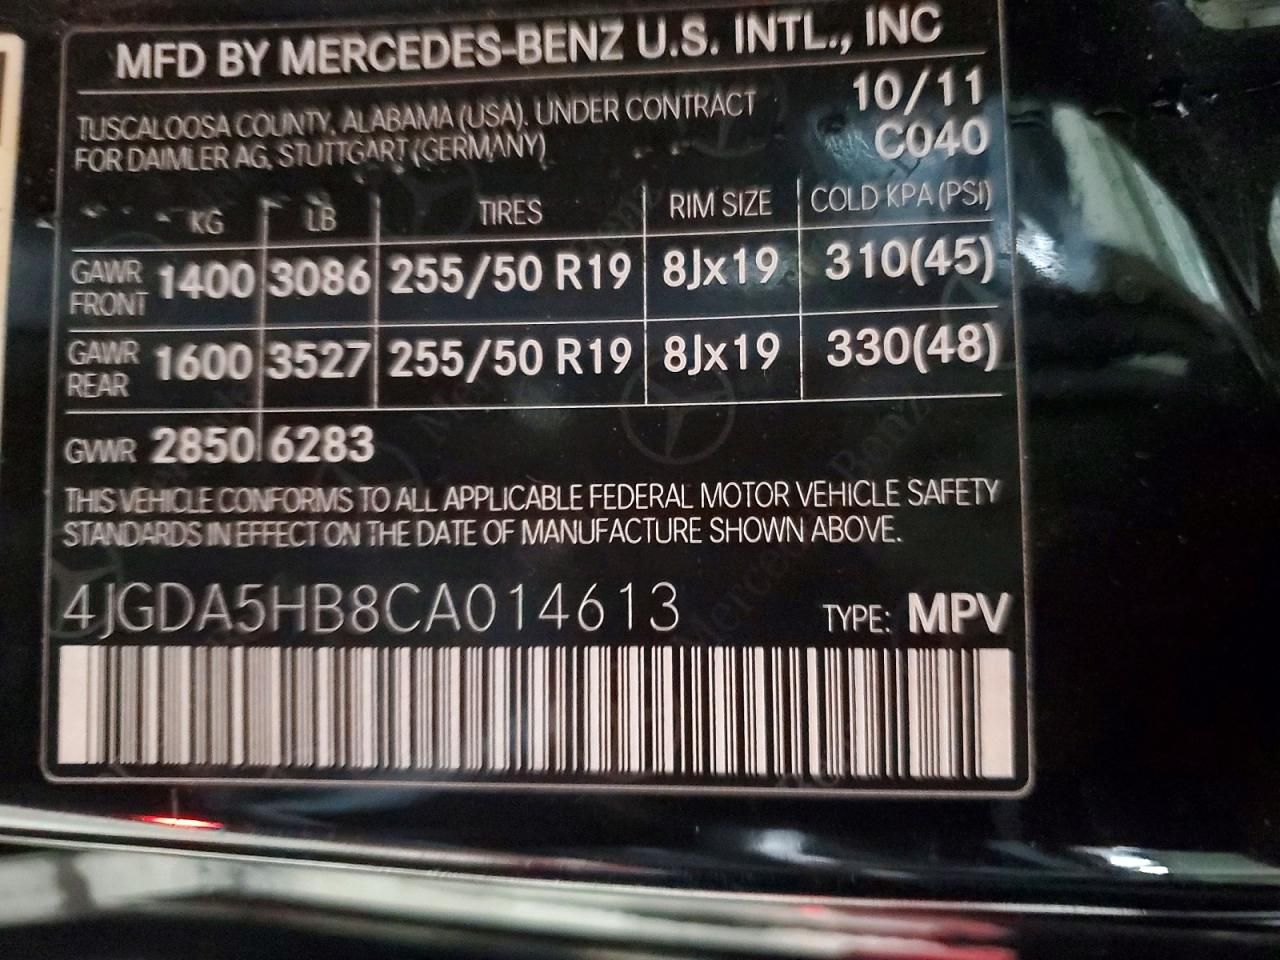 MFD BY MERCEDES-BENZ U.S. INTL., INC
TUSCALOOSA COUNTY, ALABAMA (USA). UNDER CONTRACT 10/11
FOR DAIMLER AG, STUTTGART (GERMANY) C040
KG LB TIRES RIM SIZE COLD KPA (PSI)
GAWR FRONT 1400 3086 255/50 R19 8Jx19 310(45)
GAWR REAR 1600 3527 255/50 R19 8Jx19 330(48)
GVWR 2850 6283
THIS VEHICLE CONFORMS TO ALL APPLICABLE FEDERAL MOTOR VEHICLE SAFETY
STANDARDS IN EFFECT ON THE DATE OF MANUFACTURE SHOWN ABOVE.
4JGDA5HB8CA014613 TYPE: MPV